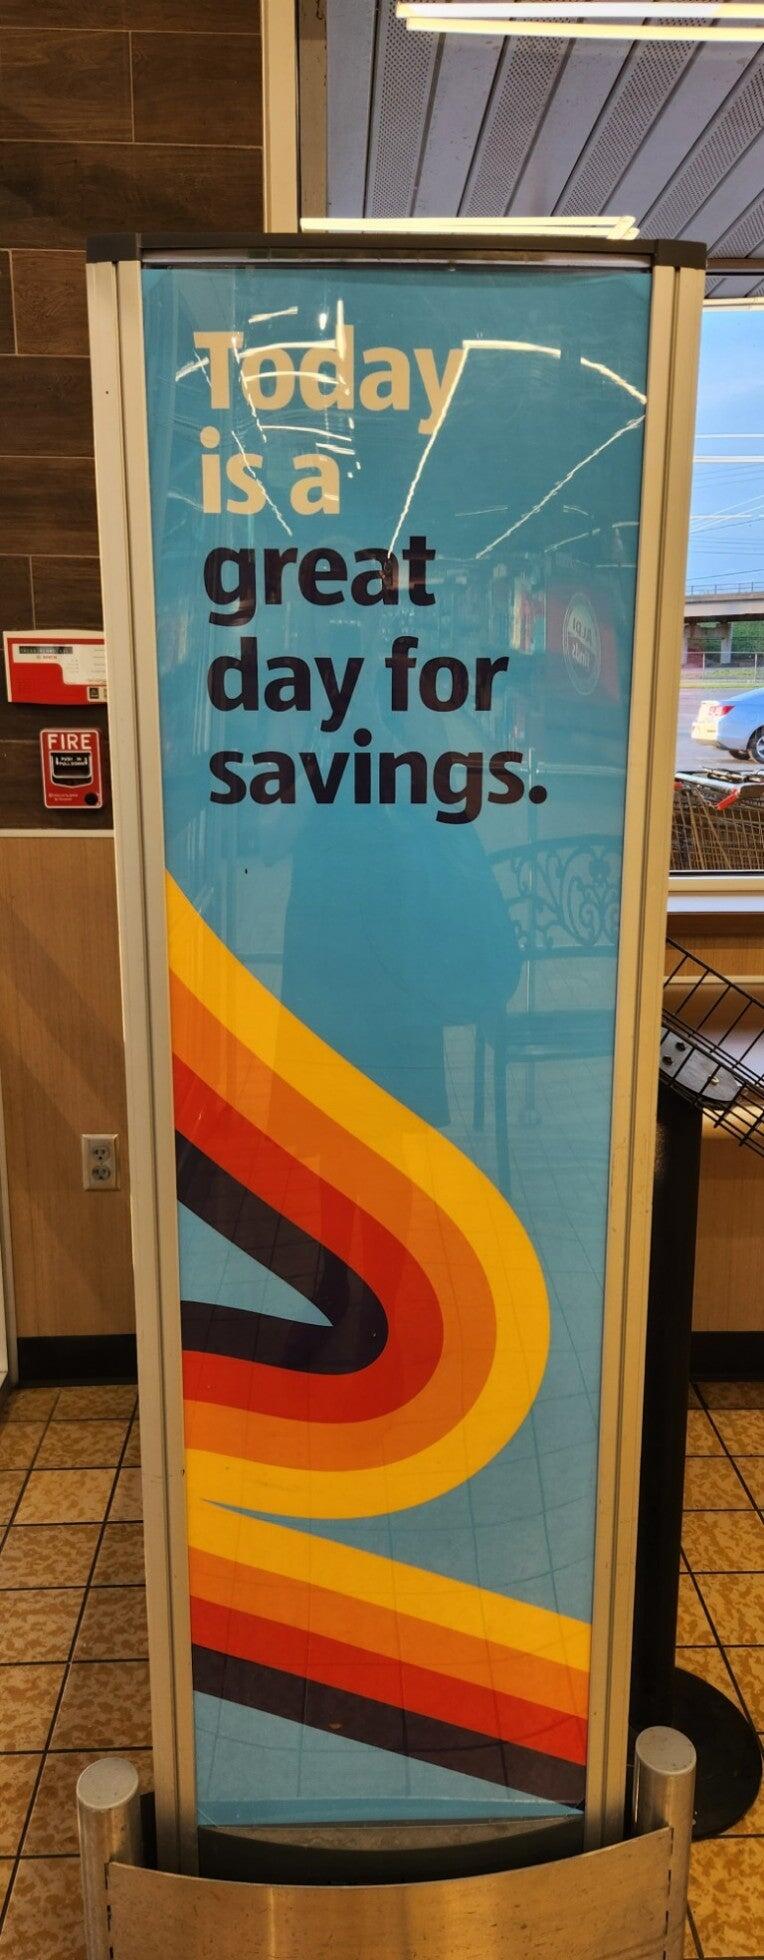 Today
is a
great
day for
savings.
FIRE